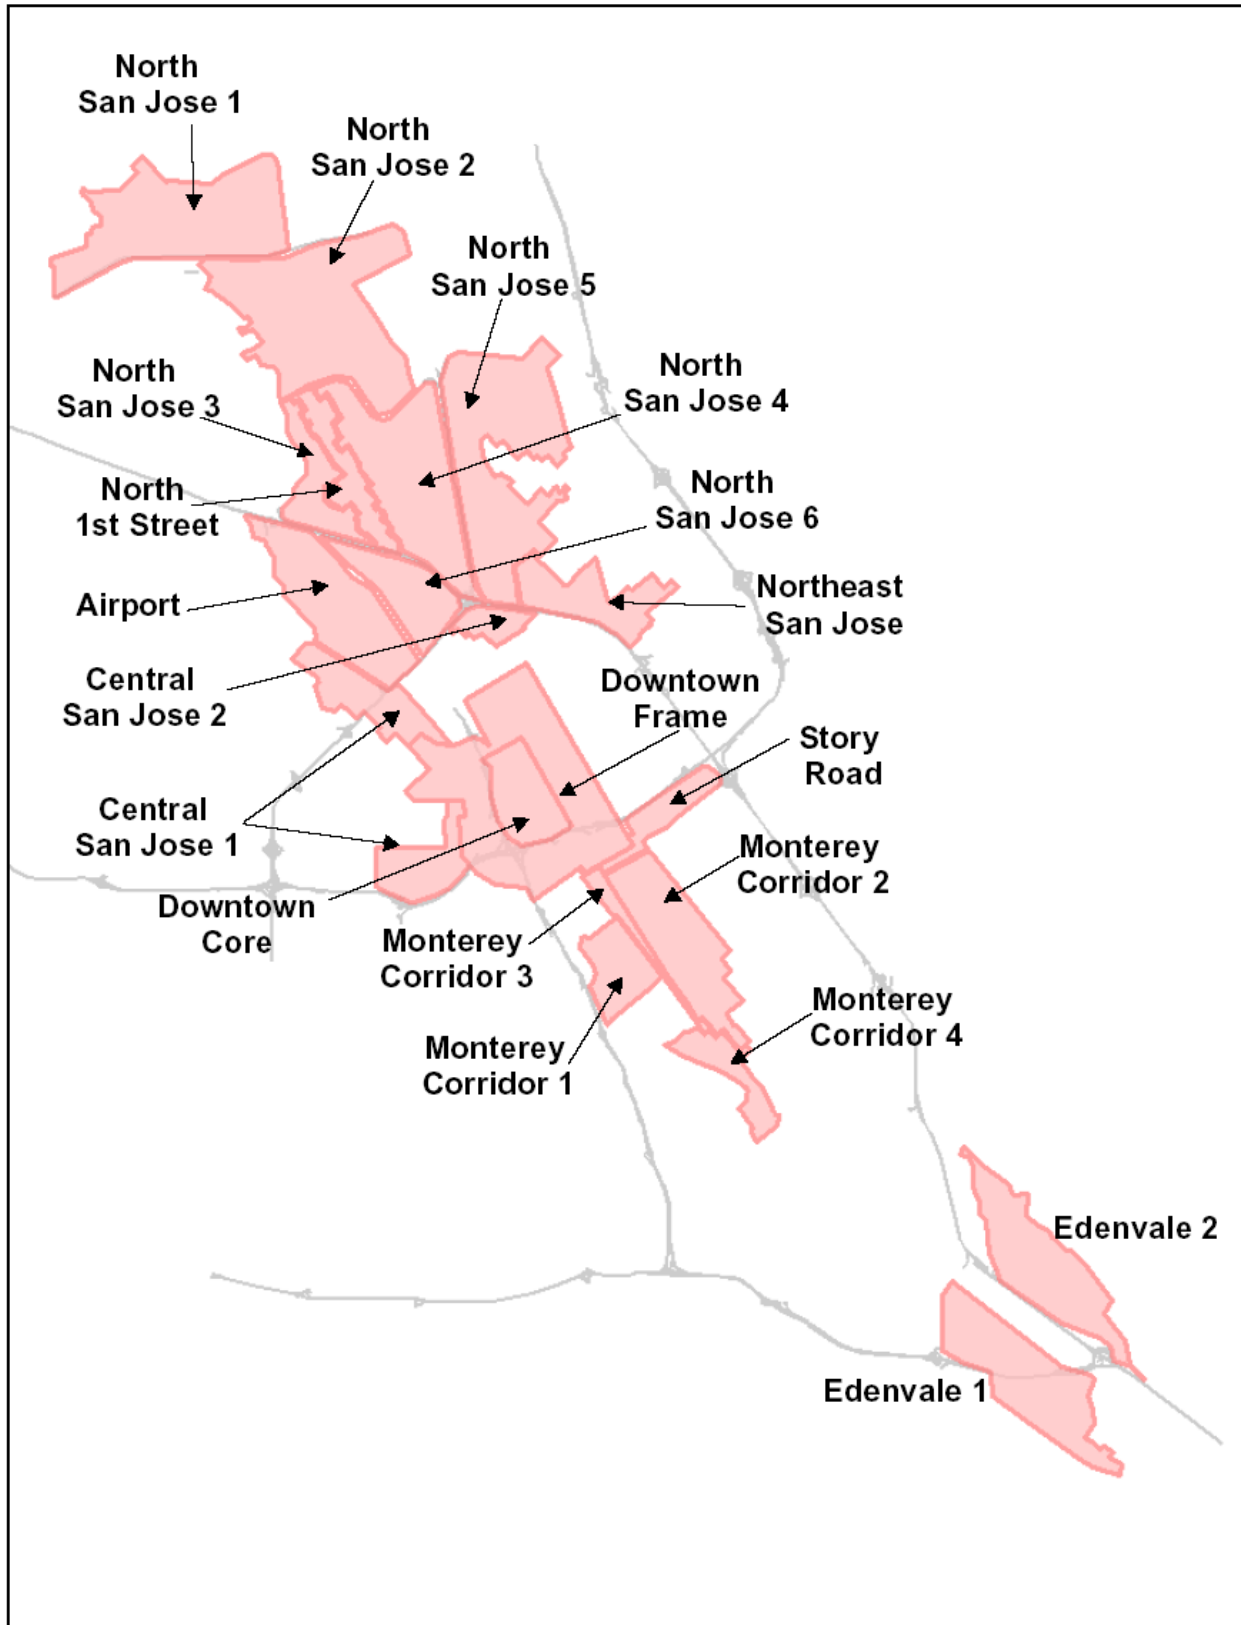 North
San Jose 1
North
San Jose 2
North
San Jose 5
North
San Jose 3
North
San Jose 4
North
1st Street
North
San Jose 6
Airport
Northeast
San Jose
Central
San Jose 2
Downtown
Frame
Story
Road
Central
San Jose 1
Monterey
Corridor 2
Downtown
Core
Monterey
Corridor 3
Monterey
Corridor 4
Monterey
Corridor 1
Edenvale 2
Edenvale 1